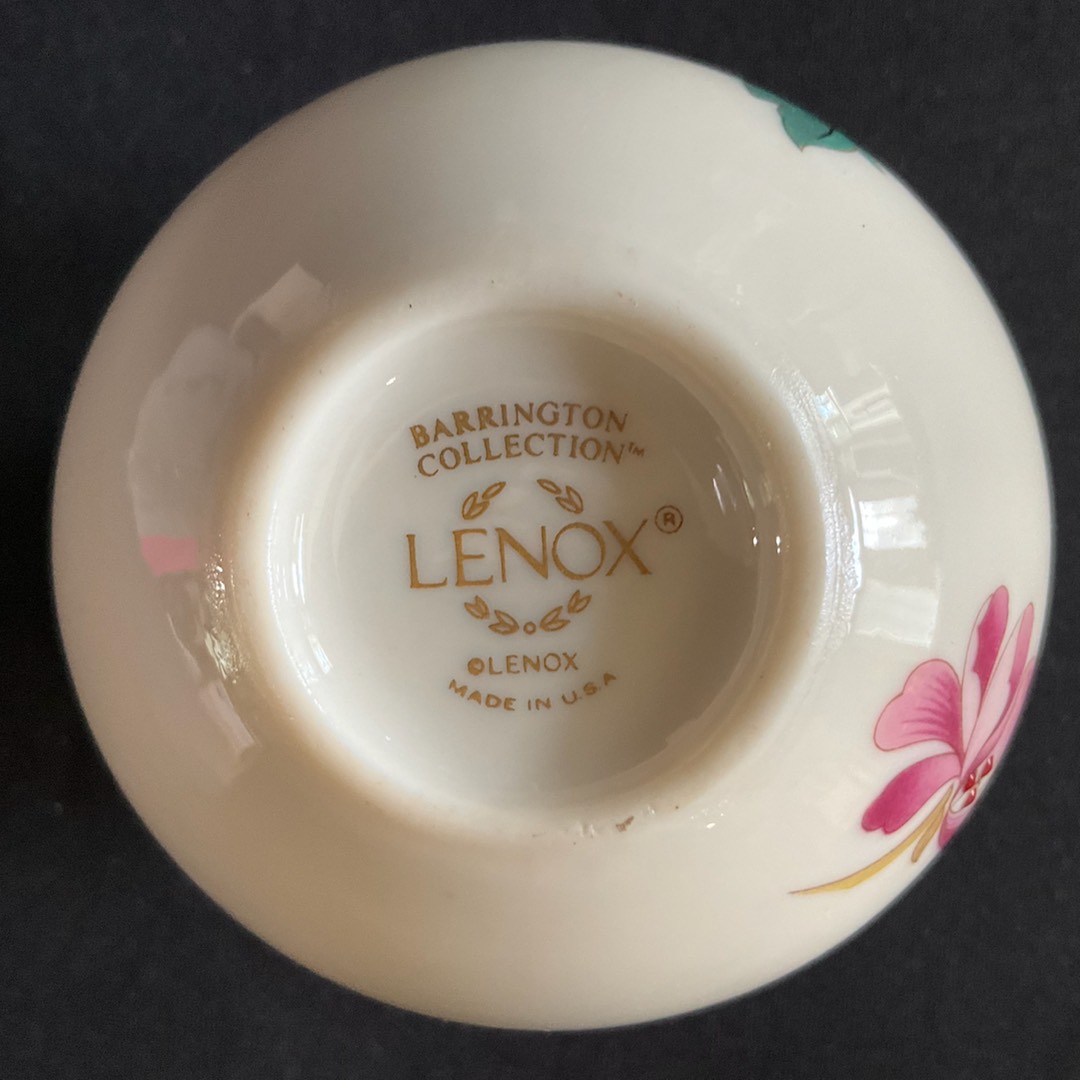 BARRINGTON
COLLECTION™
LENOX®
©LENOX
MADE IN U.S.A